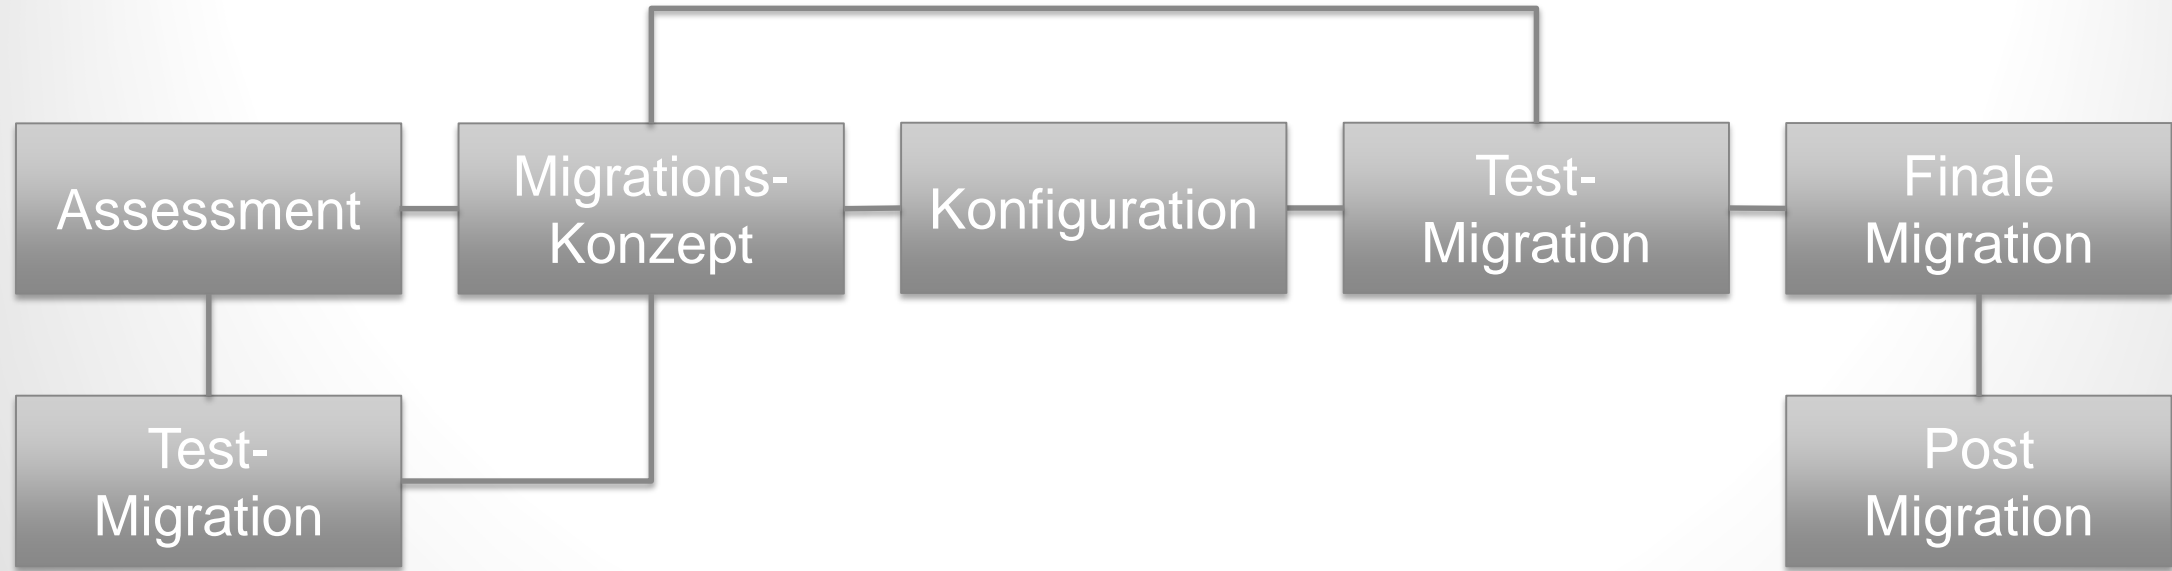 Assessment
Migrations-
Konzept
Konfiguration
Test-
Migration
Finale
Migration
Test-
Migration
Post
Migration